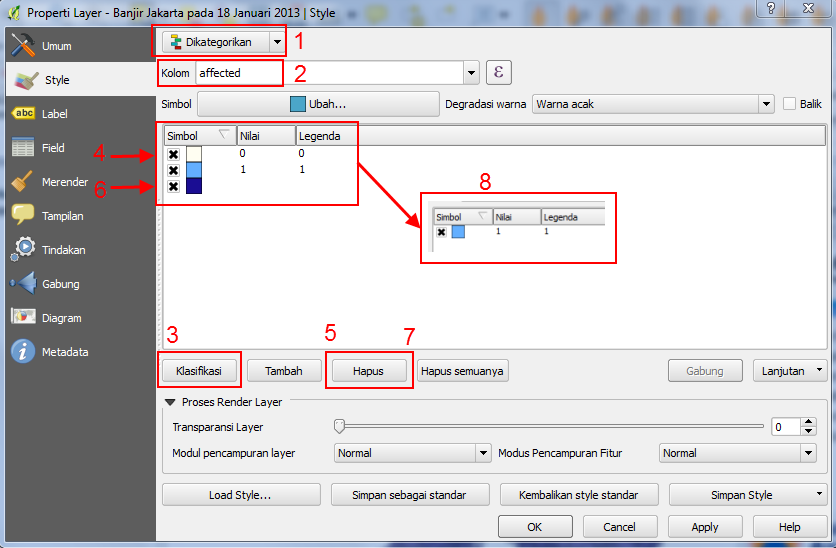 Properti Layer - Banjir Jakarta pada 18 Januari 2013 | Style
?
Umum
Style
abc Label
Field
Merender
Tampilan
Tindakan
Gabung
Diagram
Metadata
Dikategorikan 1
Kolom affected 2 ε
Simbol Ubah... Degradasi warna Warna acak Balik
Simbol Nilai Legenda
4 0 0
1 1
6
8
Simbol Nilai Legenda
1 1
3 5 7
Klasifikasi Tambah Hapus Hapus semuanya Gabung Lanjutan
Proses Render Layer
Transparansi Layer 0
Modul pencampuran layer Normal Modus Pencampuran Fitur Normal
Load Style... Simpan sebagai standar Kembalikan style standar Simpan Style
OK Cancel Apply Help